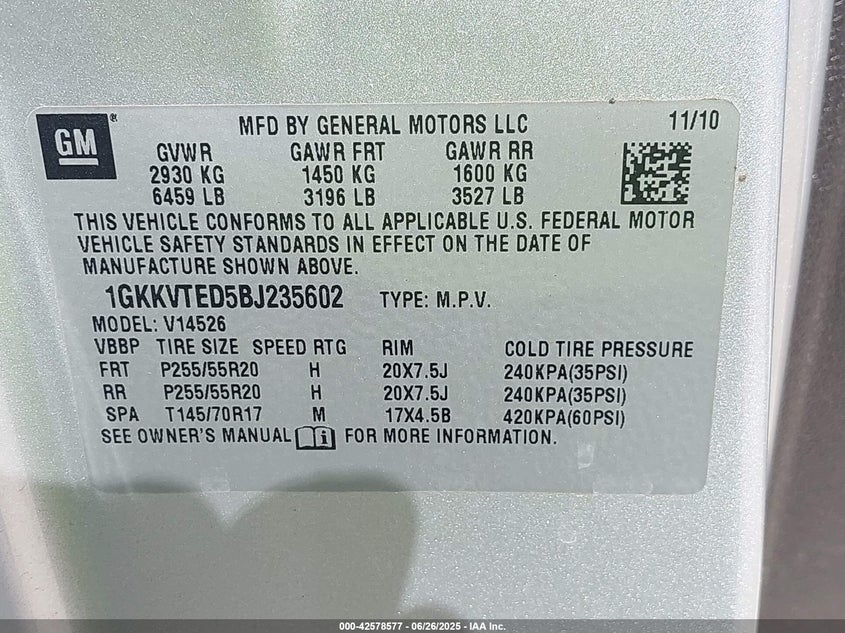 GM
MFD BY GENERAL MOTORS LLC 11/10
GVWR GAWR FRT GAWR RR
2930 KG 1450 KG 1600 KG
6459 LB 3196 LB 3527 LB
THIS VEHICLE CONFORMS TO ALL APPLICABLE U.S. FEDERAL MOTOR
VEHICLE SAFETY STANDARDS IN EFFECT ON THE DATE OF
MANUFACTURE SHOWN ABOVE.
1GKKVTED5BJ235602 TYPE: M.P.V.
MODEL: V14526
VBBP TIRE SIZE SPEED RTG RIM COLD TIRE PRESSURE
FRT P255/55R20 H 20X7.5J 240KPA(35PSI)
RR P255/55R20 H 20X7.5J 240KPA(35PSI)
SPA T145/70R17 M 17X4.5B 420KPA(60PSI)
SEE OWNER'S MANUAL FOR MORE INFORMATION.
000-42578577 - 06/26/2025 - IAA Inc.